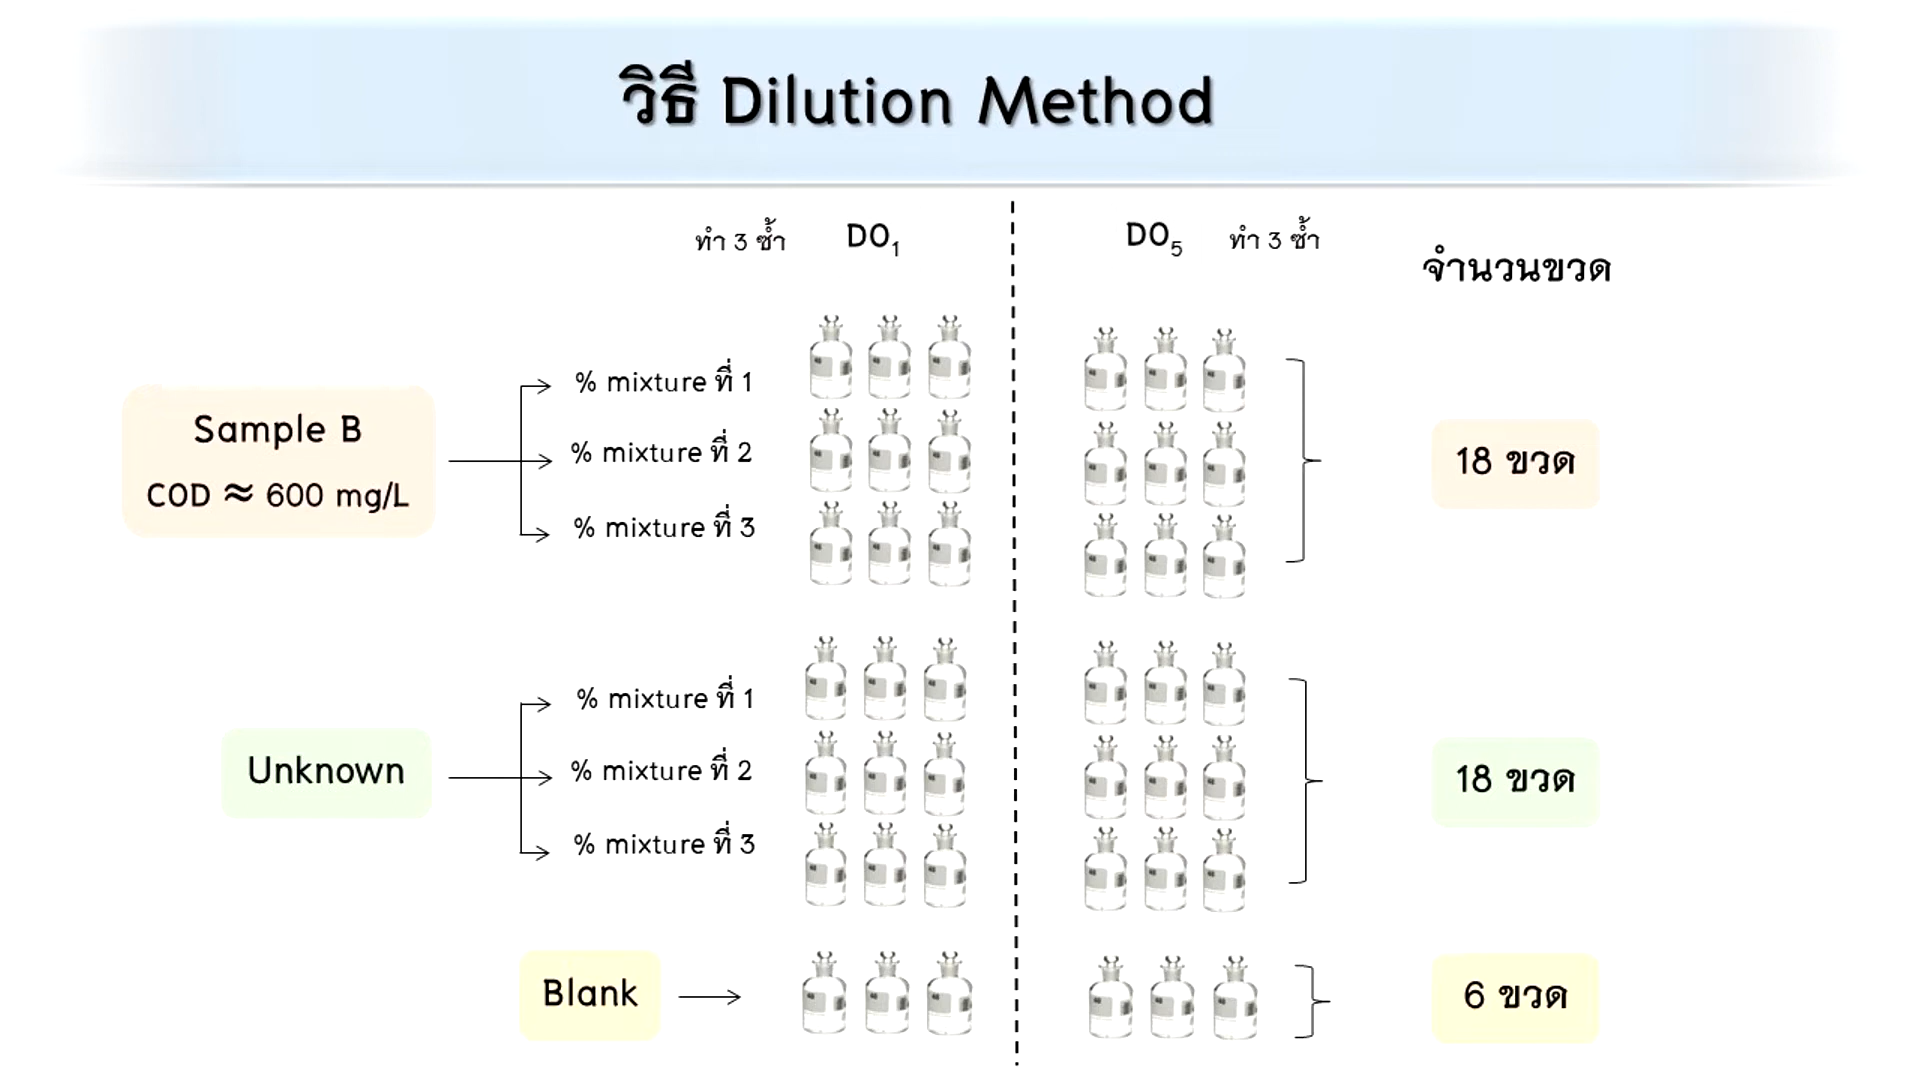 วิธี Dilution Method
ทำ 3 ซ้ำ DO₁
DO₅ ทำ 3 ซ้ำ
จำนวนขวด
Sample B
COD ≈ 600 mg/L
% mixture ที่ 1
% mixture ที่ 2
% mixture ที่ 3
18 ขวด
Unknown
% mixture ที่ 1
% mixture ที่ 2
% mixture ที่ 3
18 ขวด
Blank
6 ขวด